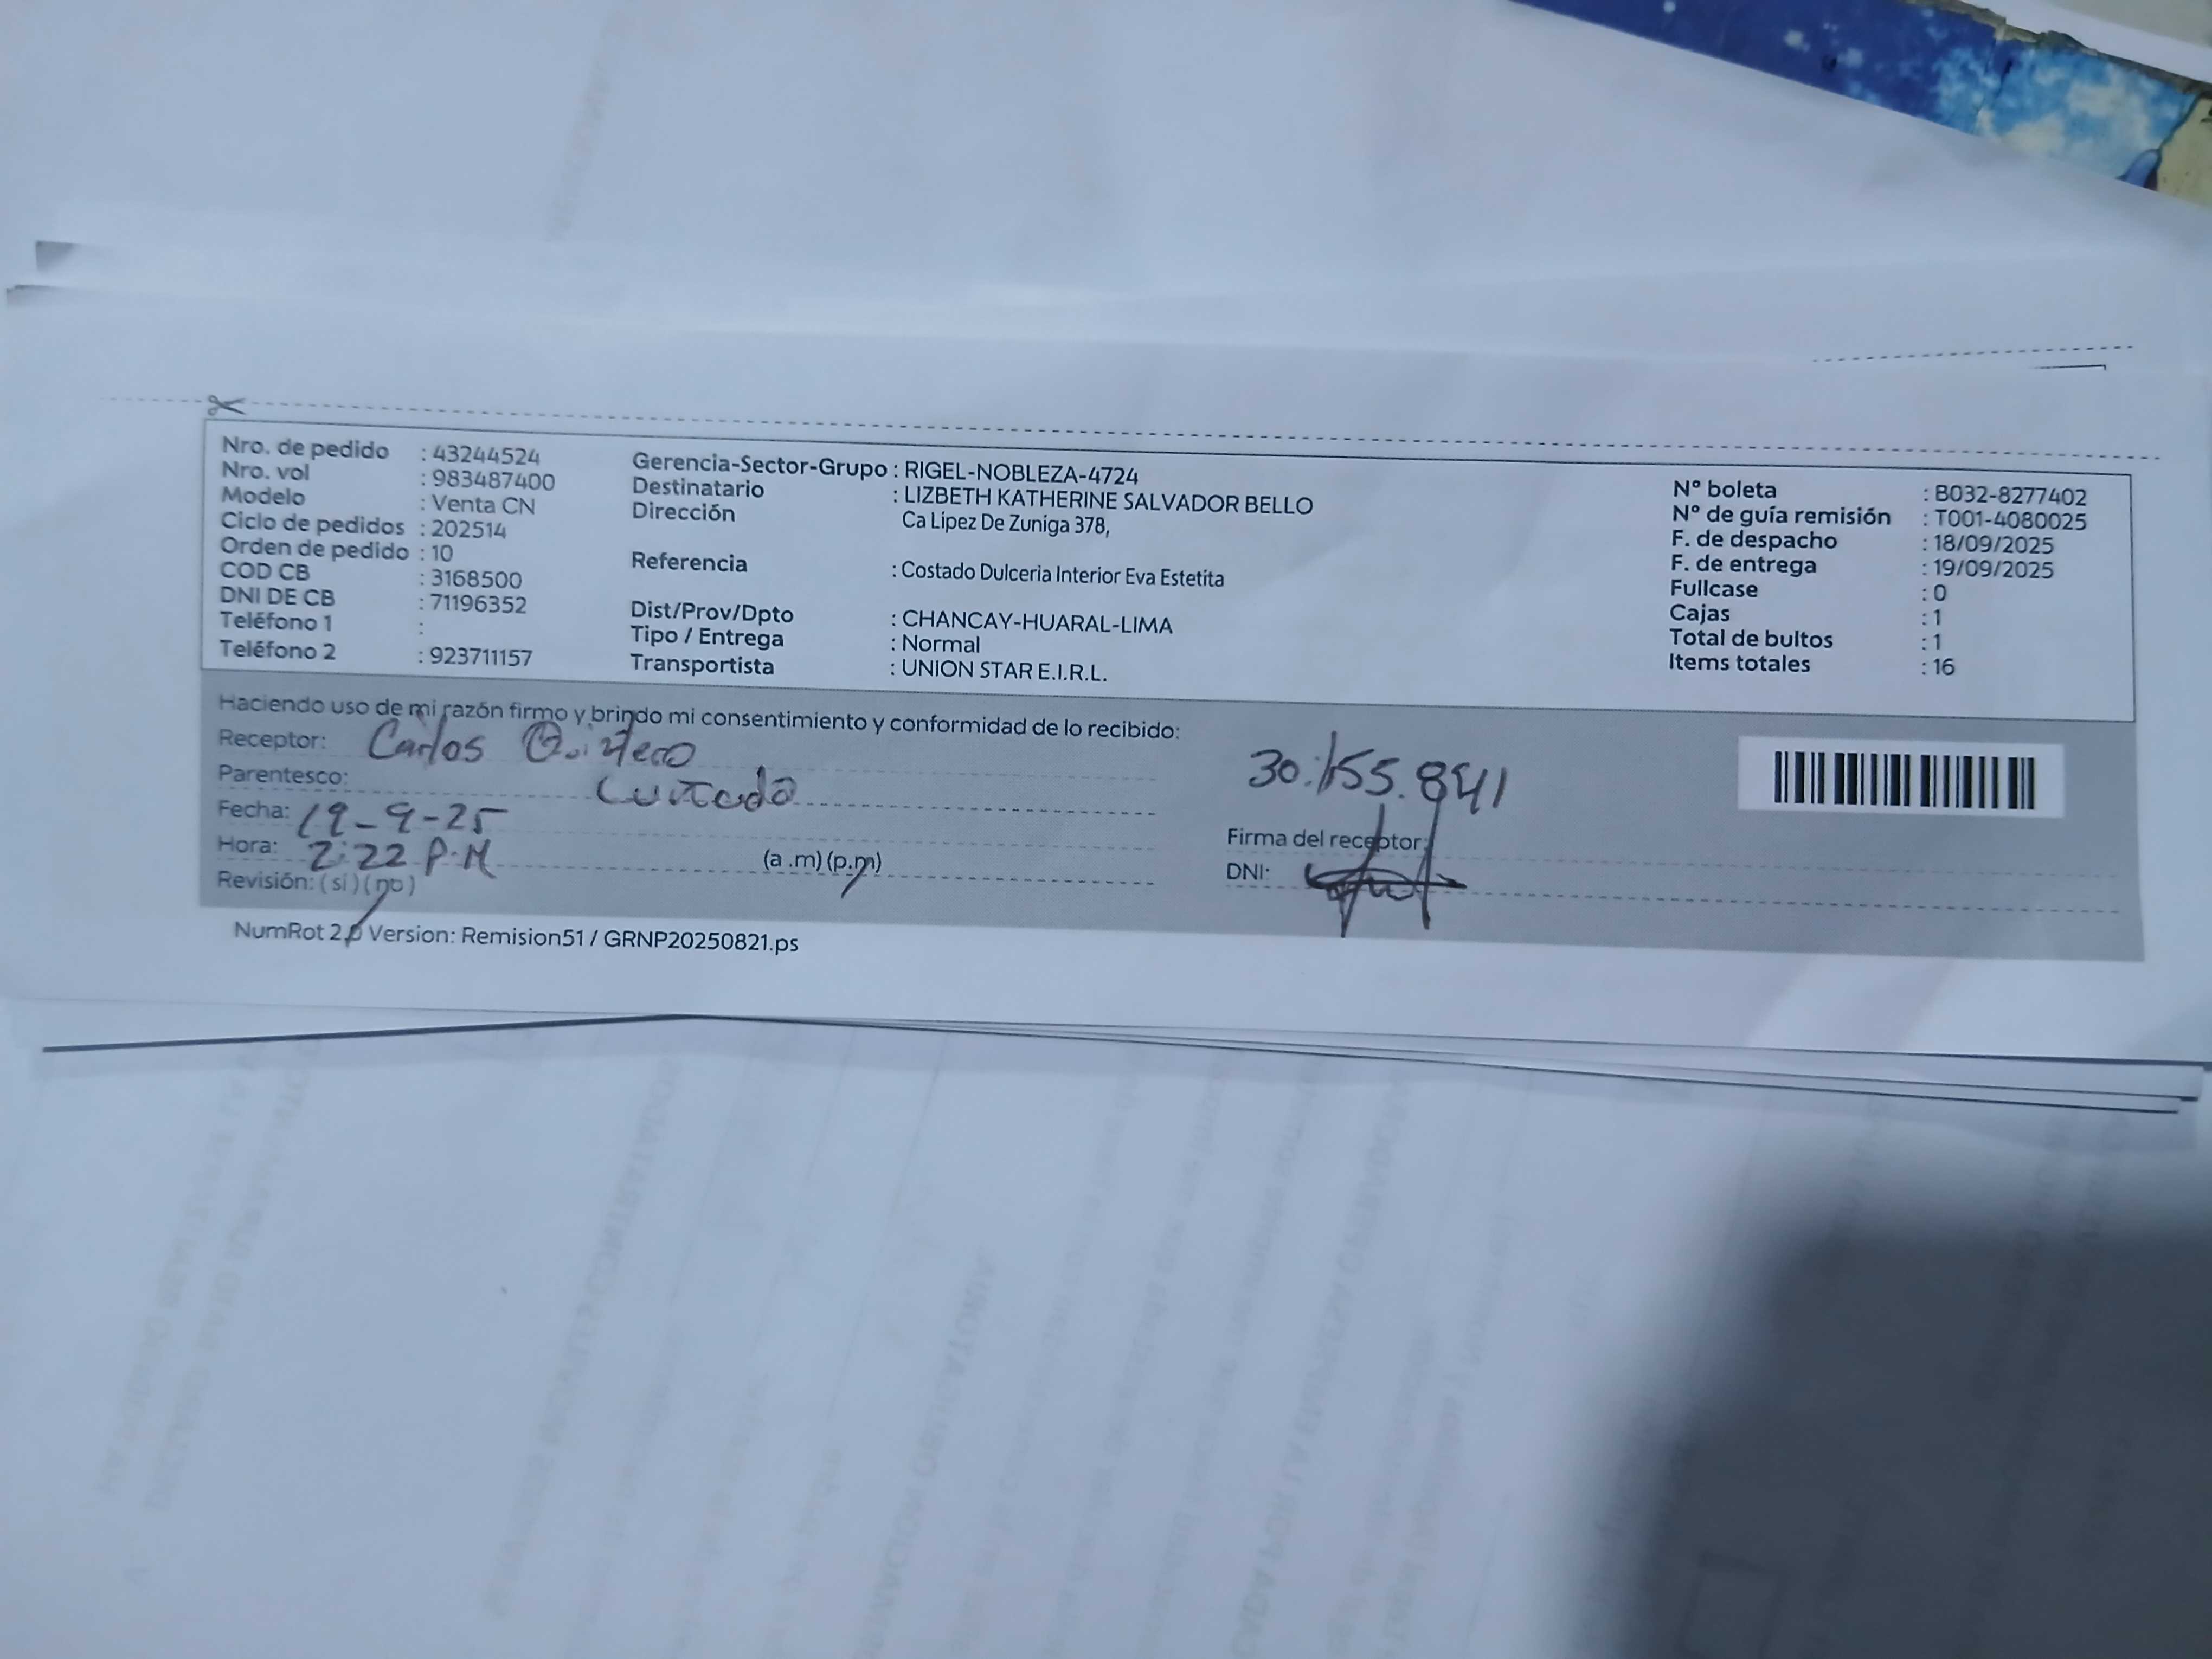 Nro. de pedido : 43244524
Nro. vol : 983487400
Modelo : Venta CN
Ciclo de pedidos : 202514
Orden de pedido : 10
COD CB : 3168500
DNI DE CB : 71196352
Teléfono 1 :
Teléfono 2 : 923711157
Gerencia-Sector-Grupo : RIGEL-NOBLEZA-4724
Destinatario : LIZBETH KATHERINE SALVADOR BELLO
Dirección Ca Lipez De Zuniga 378,
Referencia : Costado Dulceria Interior Eva Estetita
Dist/Prov/Dpto : CHANCAY-HUARAL-LIMA
Tipo / Entrega : Normal
Transportista : UNION STAR E.I.R.L.
N° boleta : B032-8277402
N° de guía remisión : T001-4080025
F. de despacho : 18/09/2025
F. de entrega : 19/09/2025
Fullcase : 0
Cajas : 1
Total de bultos : 1
Items totales : 16
Haciendo uso de mi razón firmo y brindo mi consentimiento y conformidad de lo recibido:
Receptor: Carlos Quintero
Parentesco: Cuñado
Fecha: 19-9-25
Hora: 2:22 P.M (a .m) (p.m)
Revisión: (si) (no)
30.155.841
Firma del receptor:
DNI:
NumRot 2.0 Version: Remision51 / GRNP20250821.ps